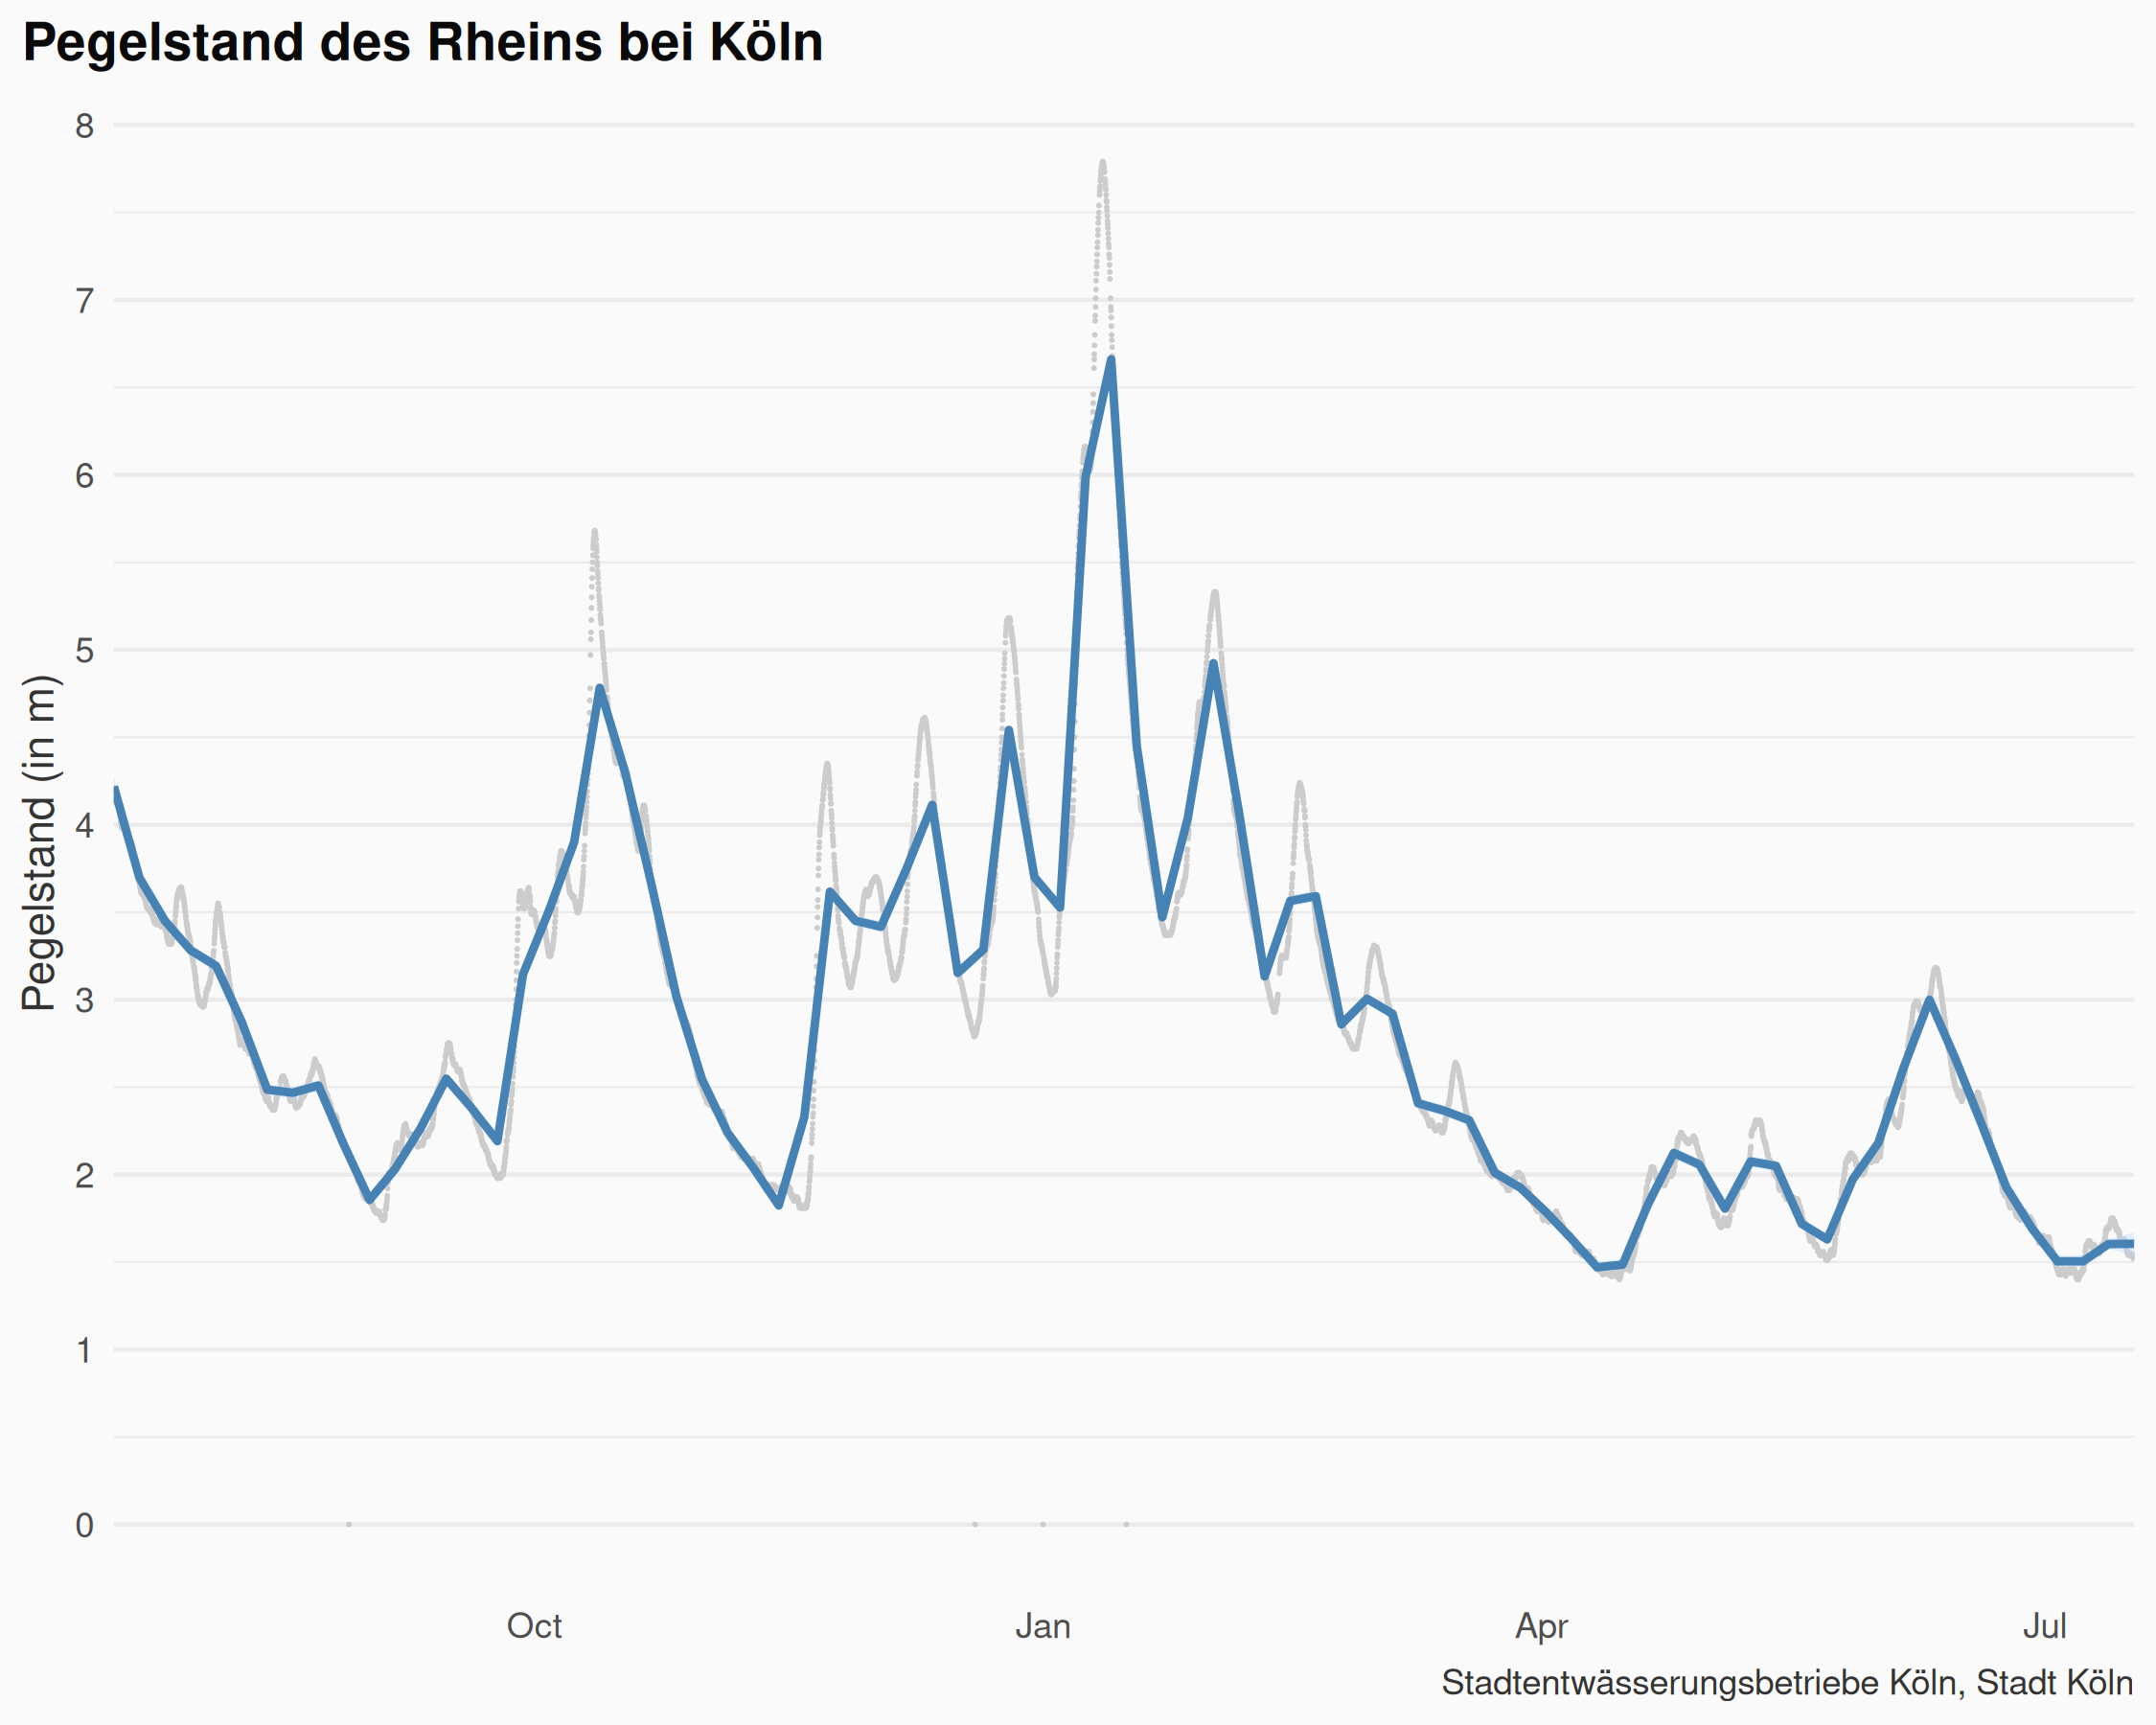 Pegelstand des Rheins bei Köln
8
7
6
5
4
3
2
1
0
Pegelstand (in m)
Oct Jan Apr Jul
Stadtentwässerungsbetriebe Köln, Stadt Köln